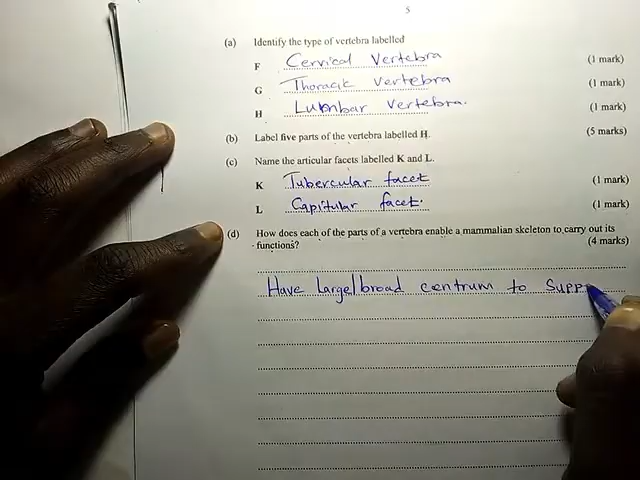 5
(a) Identify the type of vertebra labelled
F Cervical Vertebra (1 mark)
G Thoracic Vertebra (1 mark)
H Lumbar Vertebra. (1 mark)
(b) Label five parts of the vertebra labelled H. (5 marks)
(c) Name the articular facets labelled K and L.
K Tubercular facet (1 mark)
L Capitular facet. (1 mark)
(d) How does each of the parts of a vertebra enable a mammalian skeleton to carry out its
functions? (4 marks)
Have Large/broad centrum to Supp